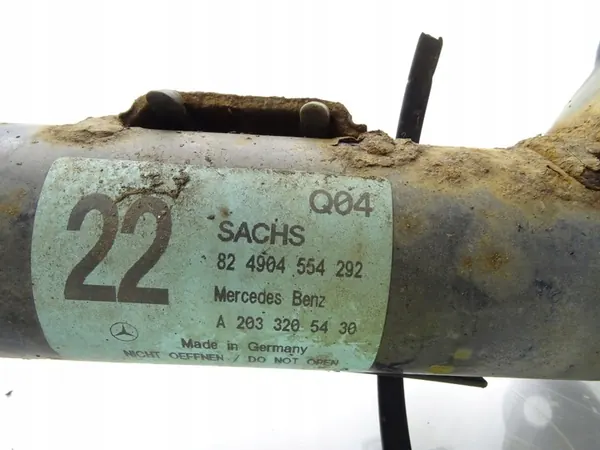 22
Q04
SACHS
82 4904 554 292
Mercedes Benz
A 203 320 54 30
Made in Germany
NICHT OEFFNEN / DO NOT OPEN